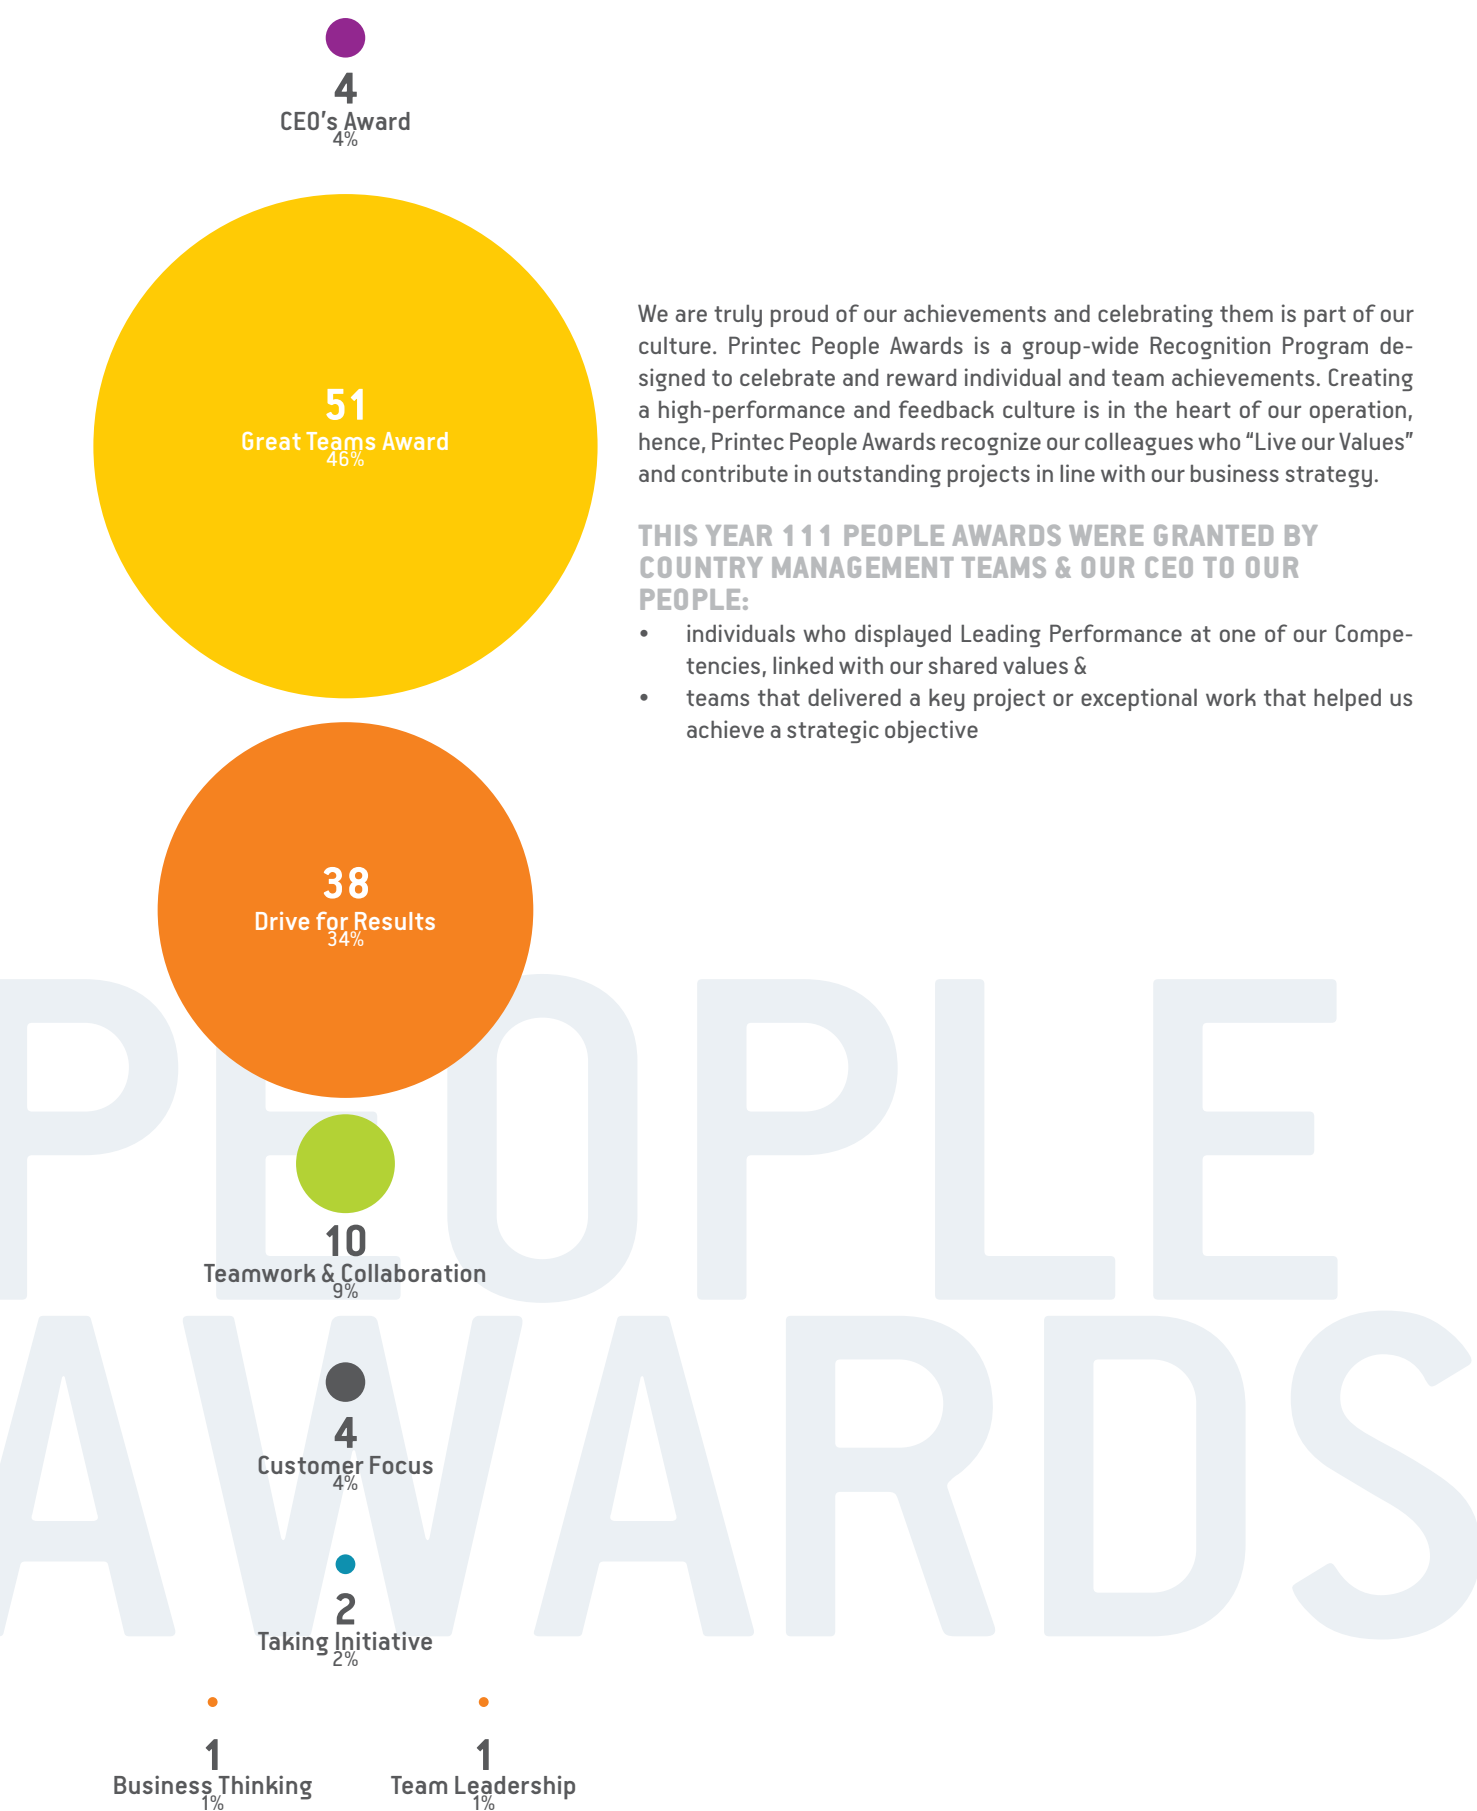 4
CEO's Award
4%
51
Great Teams Award
46%
We are truly proud of our achievements and celebrating them is part of our
culture. Printec People Awards is a group-wide Recognition Program de-
signed to celebrate and reward individual and team achievements. Creating
a high-performance and feedback culture is in the heart of our operation,
hence, Printec People Awards recognize our colleagues who “Live our Values”
and contribute in outstanding projects in line with our business strategy.
THIS YEAR 111 PEOPLE AWARDS WERE GRANTED BY
COUNTRY MANAGEMENT TEAMS & OUR CEO TO OUR
PEOPLE:
• individuals who displayed Leading Performance at one of our Compe-
tencies, linked with our shared values &
• teams that delivered a key project or exceptional work that helped us
achieve a strategic objective
38
Drive for Results
34%
PEOPLE
AWARDS
10
Teamwork & Collaboration
9%
4
Customer Focus
4%
2
Taking Initiative
2%
1
Business Thinking
1%
1
Team Leadership
1%